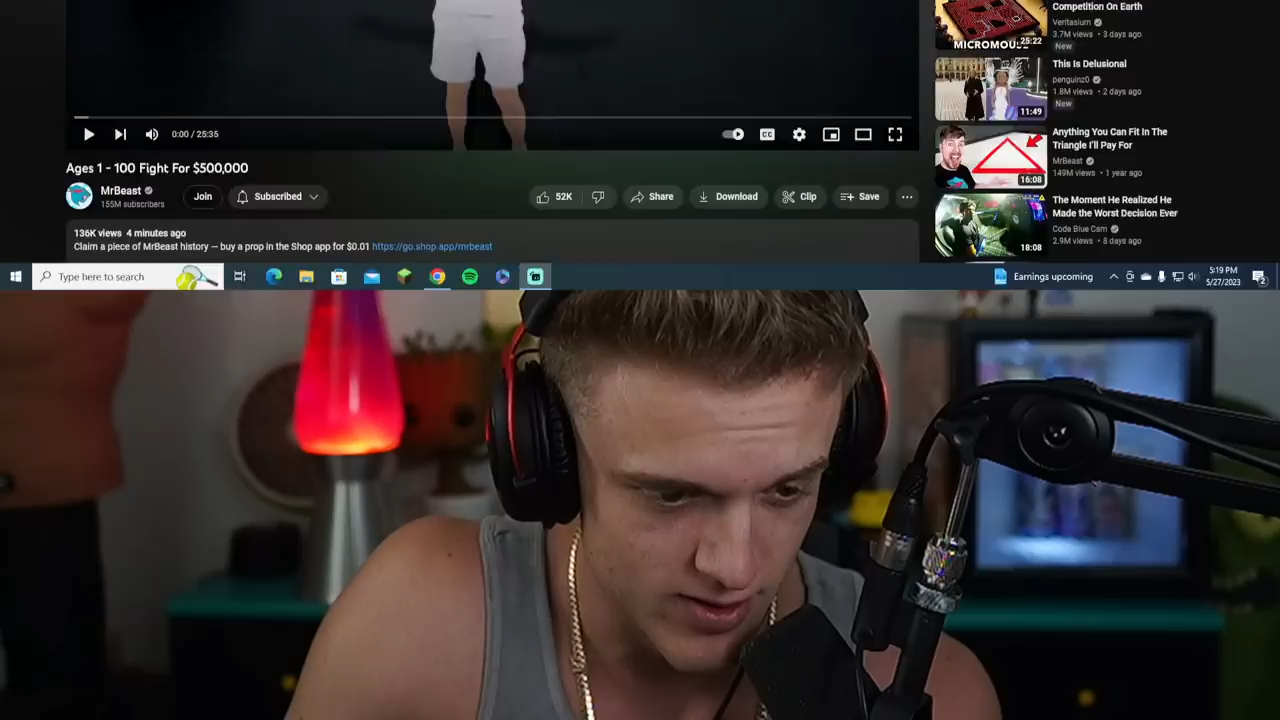 0:00 / 25:35
CC
Ages 1 - 100 Fight For $500,000
MrBeast
155M subscribers
Join
Subscribed
52K
Share
Download
Clip
Save
136K views 4 minutes ago
Claim a piece of MrBeast history — buy a prop in the Shop app for $0.01 https://go.shop.app/mrbeast
Competition On Earth
Veritasium
3.7M views • 3 days ago
New
MICROMOUSE
25:22
This Is Delusional
penguinz0
1.8M views • 2 days ago
New
11:49
Anything You Can Fit In The
Triangle I'll Pay For
MrBeast
149M views • 1 year ago
16:08
The Moment He Realized He
Made the Worst Decision Ever
Code Blue Cam
2.9M views • 8 days ago
18:08
Type here to search
Earnings upcoming
5:19 PM
5/27/2023
2